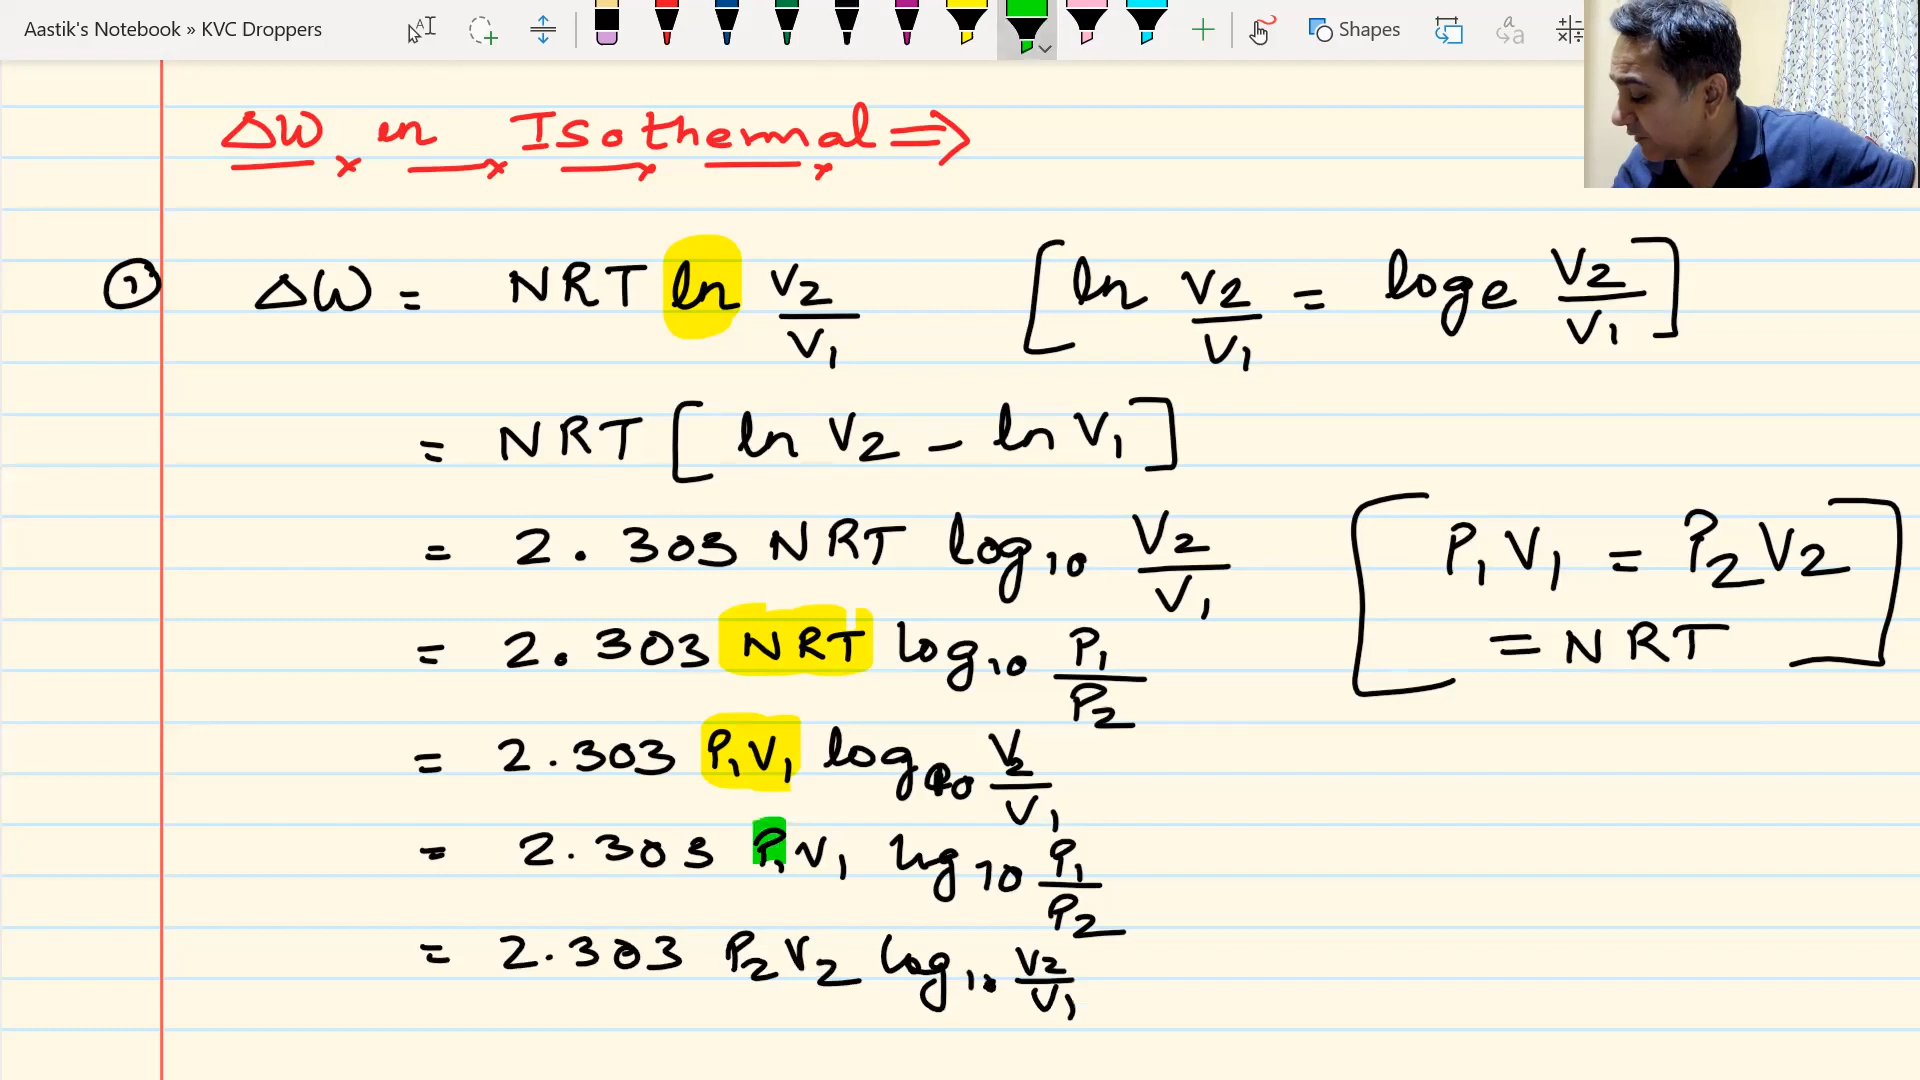 Aastik's Notebook » KVC Droppers
Shapes
ΔW in Isothermal ⇒
① ΔW = NRT ln V2/V1 [ln V2/V1 = loge V2/V1]
= NRT [ln V2 - ln V1]
= 2.303 NRT log10 V2/V1
[P1V1 = P2V2
= NRT]
= 2.303 NRT log10 P1/P2
= 2.303 P1V1 log10 V2/V1
= 2.303 P1V1 log10 P1/P2
= 2.303 P2V2 log10 V2/V1